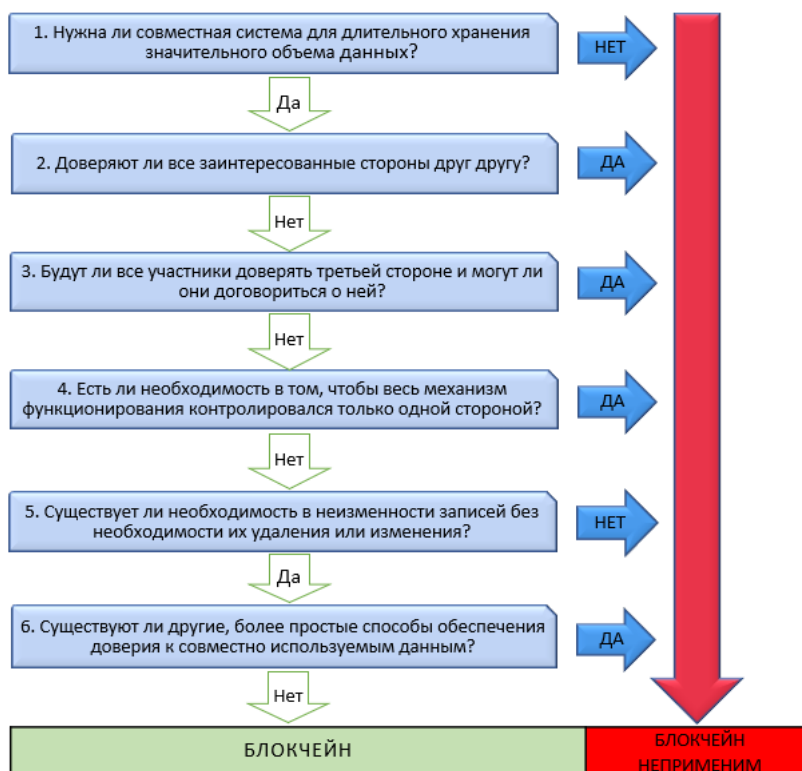 1. Нужна ли совместная система для длительного хранения
значительного объема данных?
НЕТ
Да
2. Доверяют ли все заинтересованные стороны друг другу?
ДА
Нет
3. Будут ли все участники доверять третьей стороне и могут ли
они договориться о ней?
ДА
Нет
4. Есть ли необходимость в том, чтобы весь механизм
функционирования контролировался только одной стороной?
ДА
Нет
5. Существует ли необходимость в неизменности записей без
необходимости их удаления или изменения?
НЕТ
Да
6. Существуют ли другие, более простые способы обеспечения
доверия к совместно используемым данным?
ДА
Нет
БЛОКЧЕЙН
БЛОКЧЕЙН
НЕПРИМЕНИМ